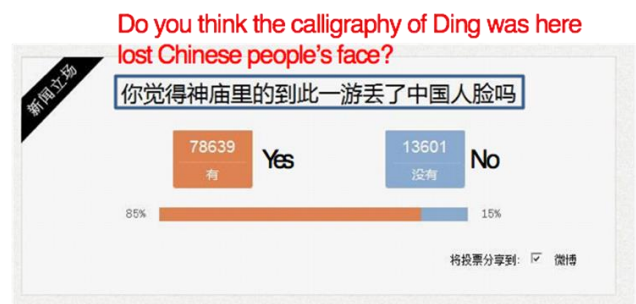 Do you think the calligraphy of Ding was here
lost Chinese people's face?
新闻立场
你觉得神庙里的到此一游丢了中国人脸吗
78639
有
Yes
13601
没有
No
85%
15%
将投票分享到: 微博